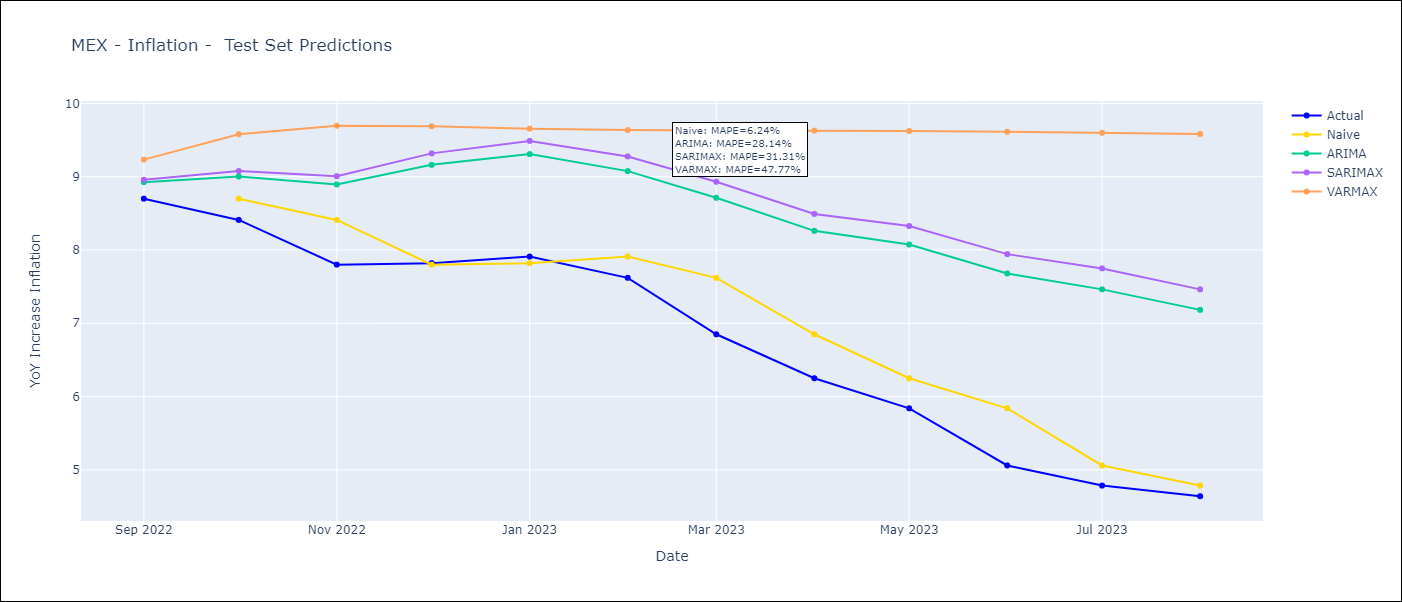 MEX - Inflation -  Test Set Predictions
YoY Increase Inflation
10
9
8
7
6
5
Naive: MAPE=6.24%
ARIMA: MAPE=28.14%
SARIMAX: MAPE=31.31%
VARMAX: MAPE=47.77%
Actual
Naive
ARIMA
SARIMAX
VARMAX
Sep 2022
Nov 2022
Jan 2023
Mar 2023
May 2023
Jul 2023
Date